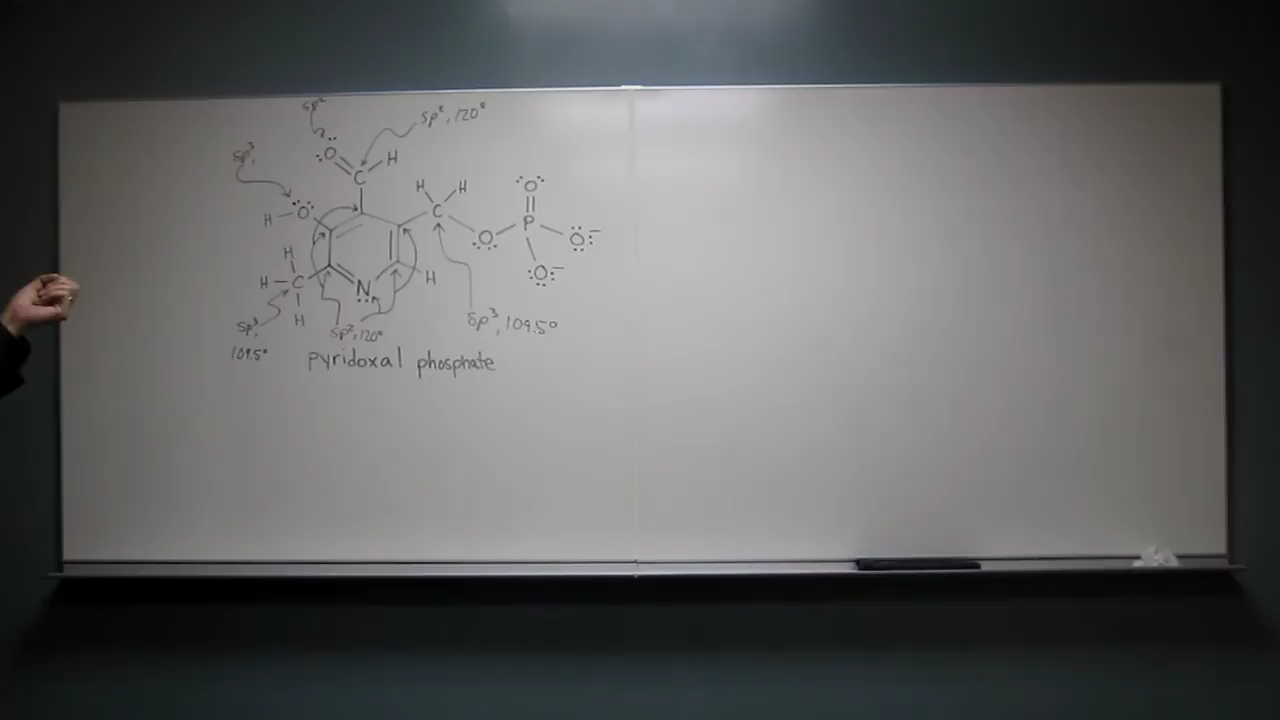 sp²
sp², 120°
sp³,
:O:
C
H
H
H
:O:
H
O
C
P
O:⁻
O
:O:⁻
H
H
C
H
N
H
sp³, 109.5°
sp³,
109.5°
sp², 120°
pyridoxal phosphate